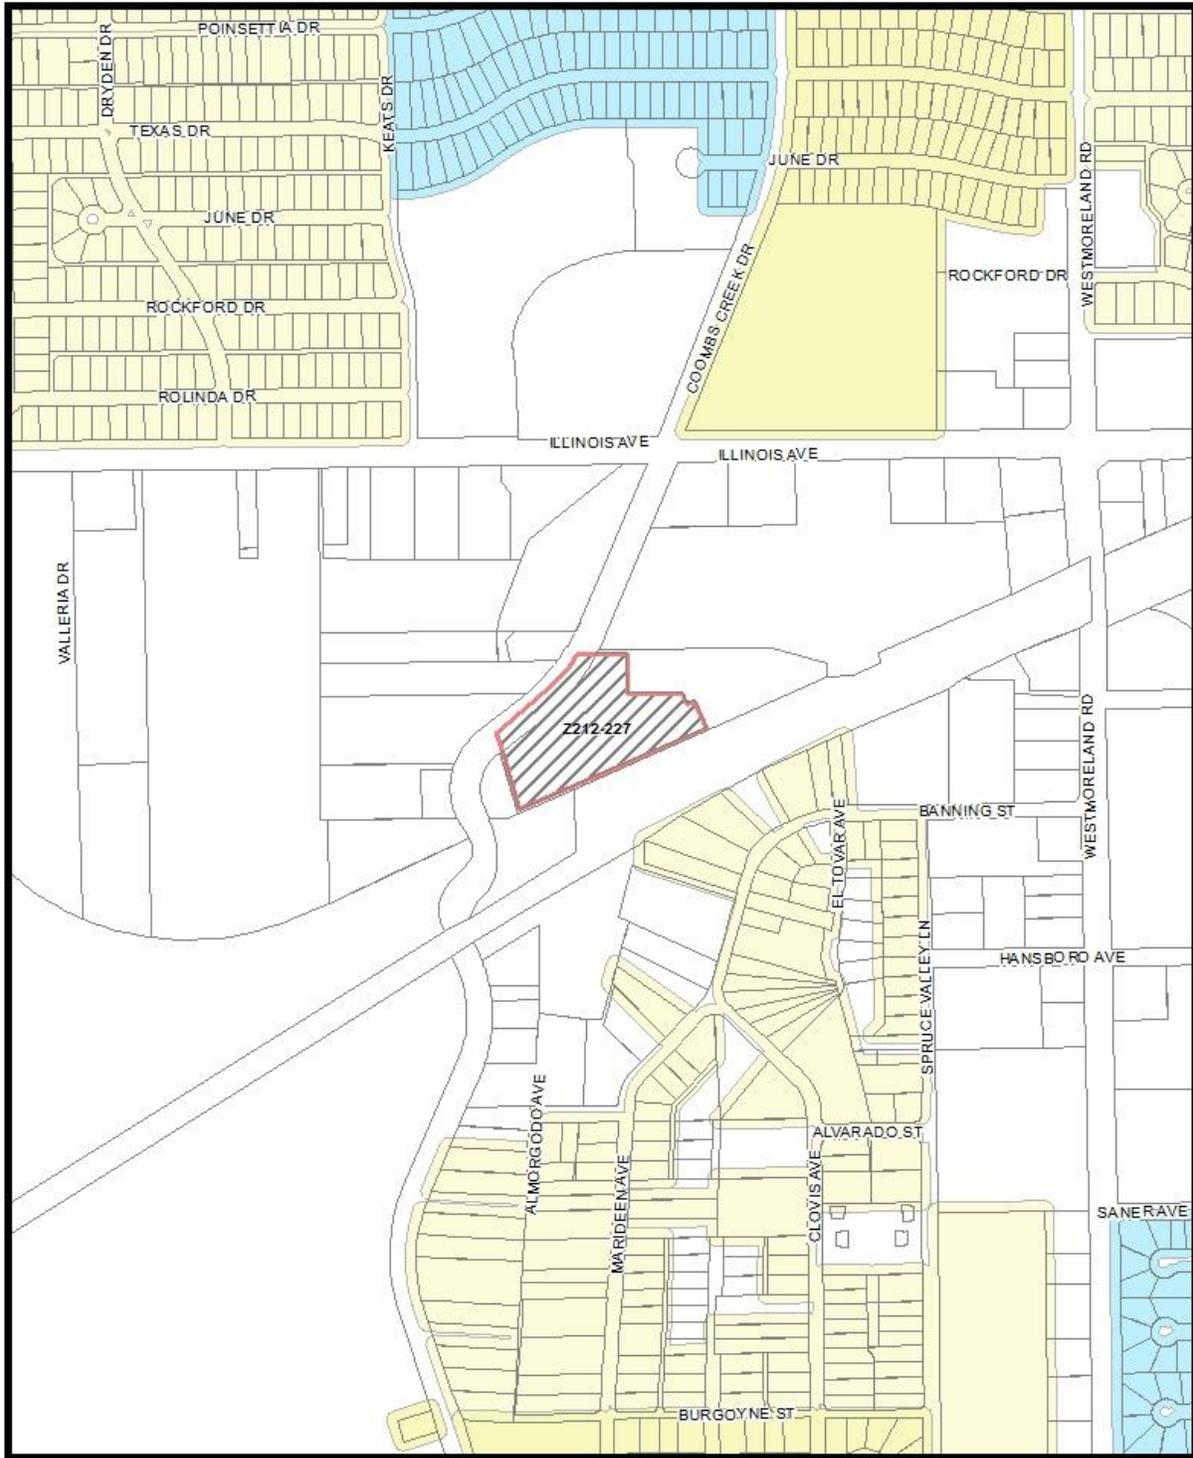 POINSETTIA DR
DRYDEN DR
KEATS DR
TEXAS DR
JUNE DR
WESTMORELAND RD
JUNE DR
COOMBS CREEK DR
ROCKFORD DR
ROCKFORD DR
ROLINDA DR
ILLINOIS AVE
ILLINOIS AVE
VALLERIA DR
Z212-227
WESTMORELAND RD
BANNING ST
EL TOVAR AVE
SPRUCE VALLEY LN
HANSBORO AVE
ALMORGODO AVE
ALVARADO ST
MARIDEEN AVE
CLOVIS AVE
SANER AVE
BURGOYNE ST